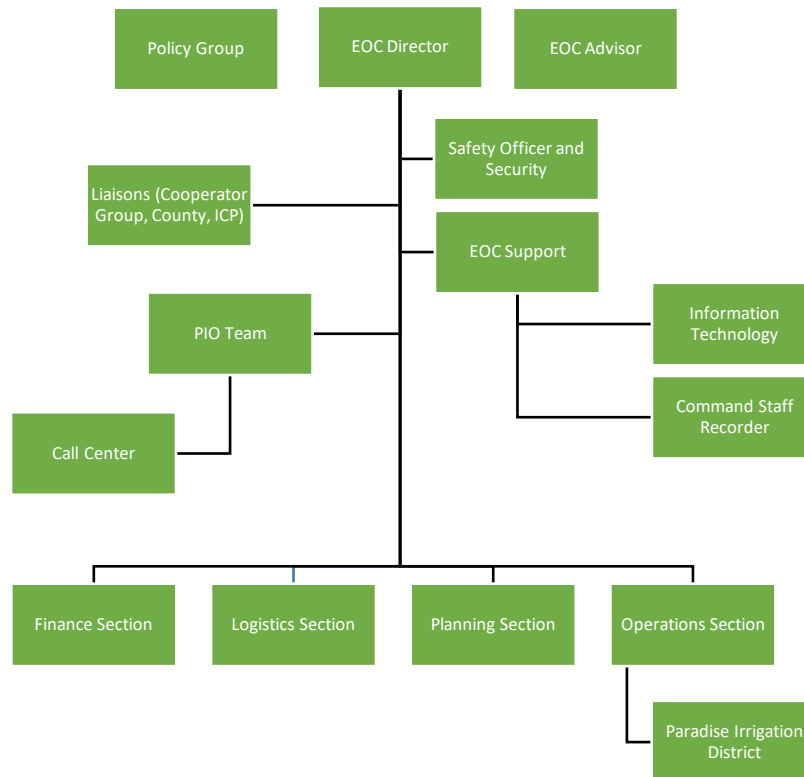 Policy Group
EOC Director
EOC Advisor
Safety Officer and
Security
Liaisons (Cooperator
Group, County, ICP)
EOC Support
PIO Team
Information
Technology
Call Center
Command Staff
Recorder
Finance Section
Logistics Section
Planning Section
Operations Section
Paradise Irrigation
District